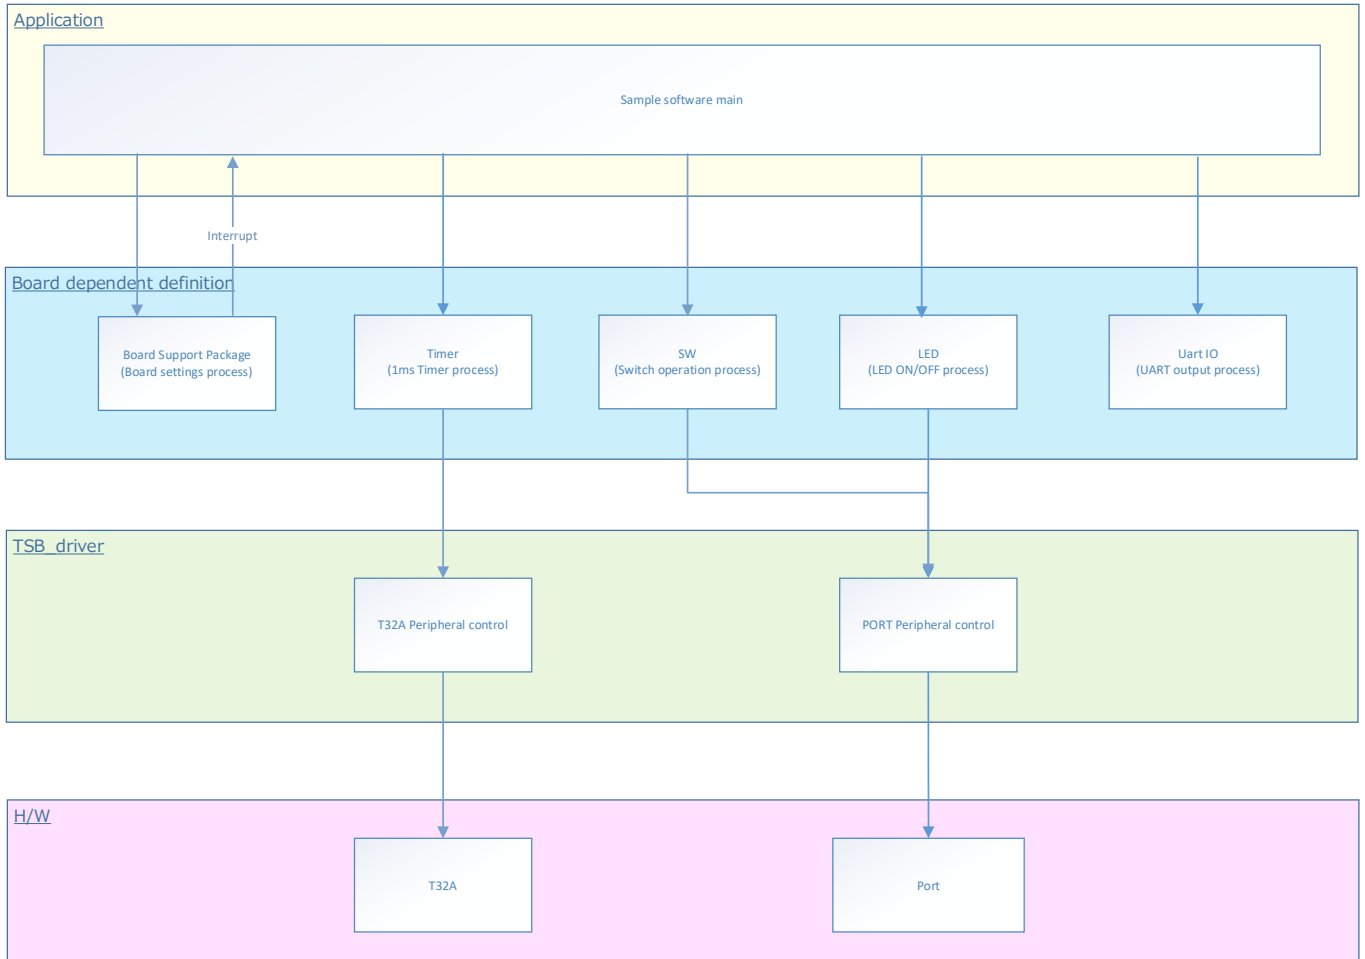 Application
Sample software main
Interrupt
Board dependent definition
Board Support Package
(Board settings process)
Timer
(1ms Timer process)
SW
(Switch operation process)
LED
(LED ON/OFF process)
Uart IO
(UART output process)
TSB_driver
T32A Peripheral control
PORT Peripheral control
H/W
T32A
Port